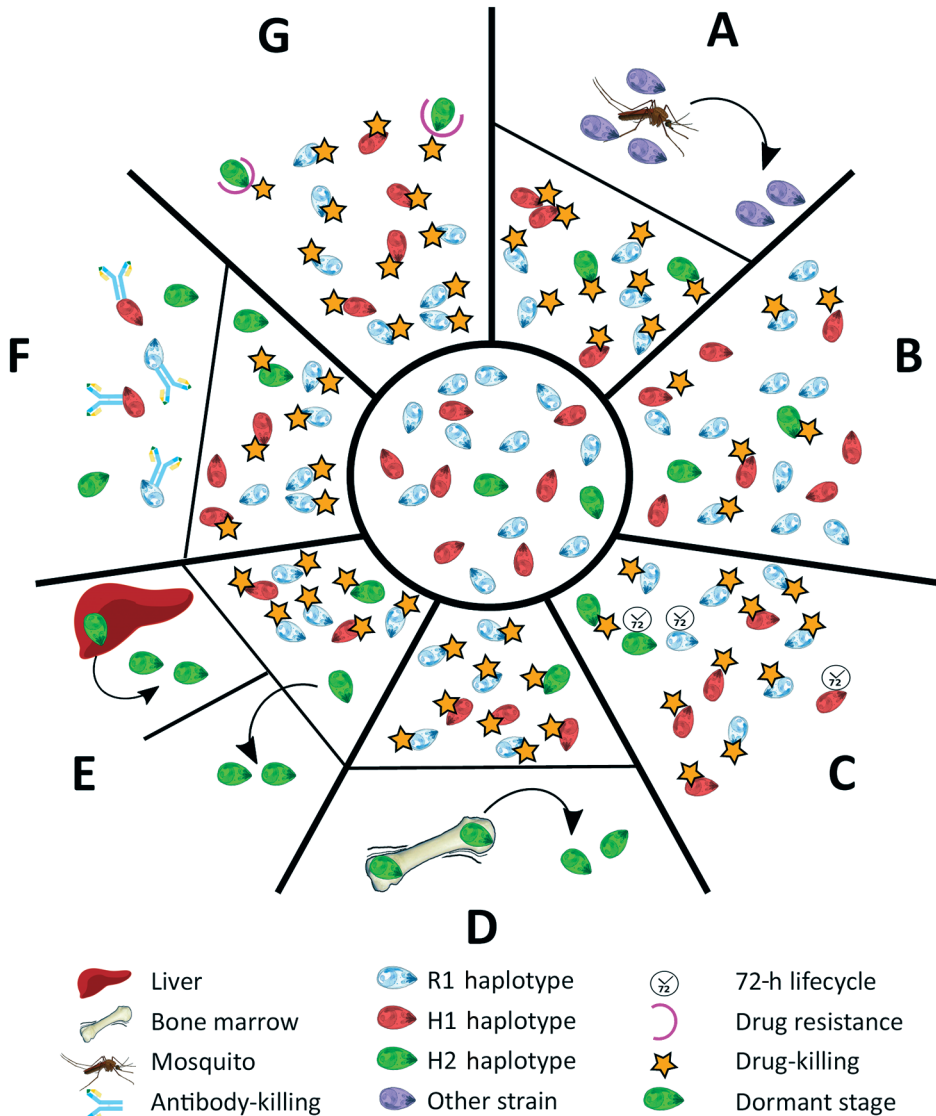 G
A
F
B
72
72
72
E
C
D
Liver
R1 haplotype
72
72-h lifecycle
Bone marrow
H1 haplotype
Drug resistance
Mosquito
H2 haplotype
Drug-killing
Antibody-killing
Other strain
Dormant stage